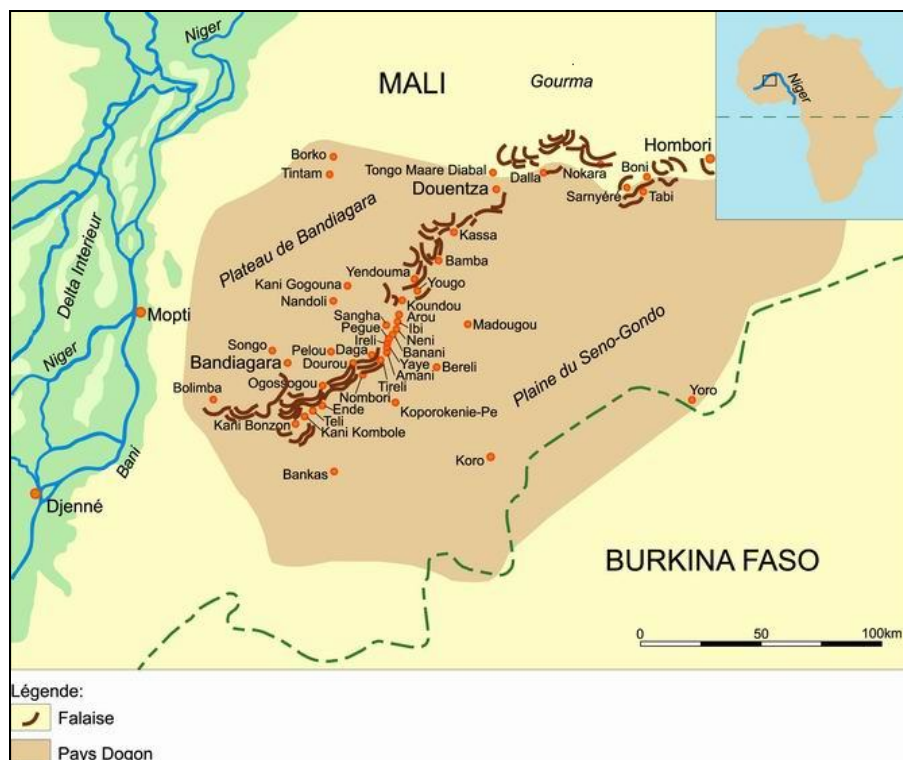 Niger
MALI
Gourma
Niger
Hombori
Borko
Tongo Maare Diabal
Boni
Tintam
Dalla
Nokara
Douentza
Sarnyére
Tabi
Plateau de Bandiagara
Kassa
Delta Interieur
Bamba
Yendouma
Kani Gogouna
Yougo
Nandoli
Koundou
Mopti
Sangha
Arou
Madougou
Pegue
Ibi
Niger
Ireli
Neni
Songo
Pelou
Daga
Banani
Bandiagara
Dourou
Yaye
Bereli
Amani
Plaine du Seno-Gondo
Bolimba
Ogossogou
Tireli
Yoro
Nombori
Ende
Koporokenie-Pe
Teli
Kani Bonzon
Kani Kombole
Bani
Koro
Bankas
Djenné
BURKINA FASO
0 50 100km
Légende:
Falaise
Pays Dogon